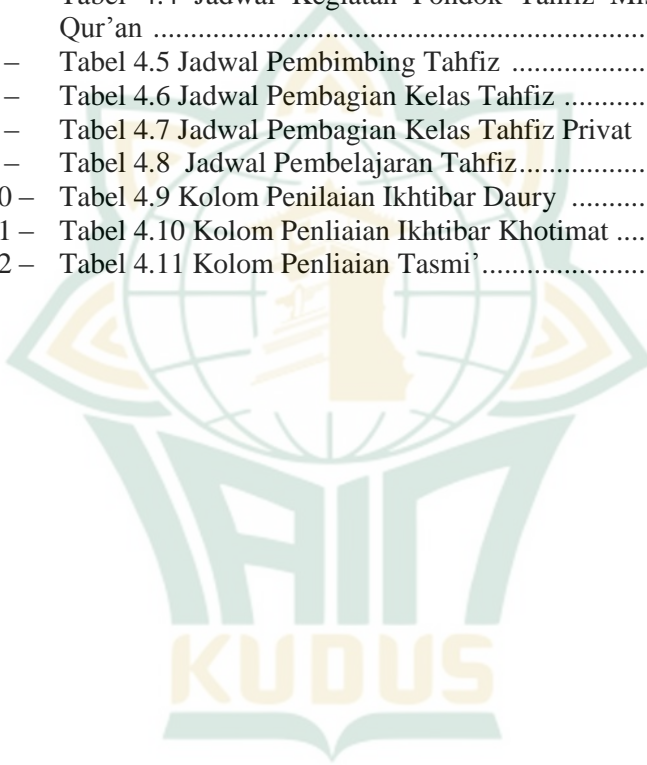 Tabel 4.4 Jadwal Kegiatan Pondok Tahfiz
Qur’an ......................................................................
– Tabel 4.5 Jadwal Pembimbing Tahfiz ...................
– Tabel 4.6 Jadwal Pembagian Kelas Tahfiz ............
– Tabel 4.7 Jadwal Pembagian Kelas Tahfiz Privat
– Tabel 4.8 Jadwal Pembelajaran Tahfiz..................
0 – Tabel 4.9 Kolom Penilaian Ikhtibar Daury ...........
1 – Tabel 4.10 Kolom Penliaian Ikhtibar Khotimat ....
2 – Tabel 4.11 Kolom Penliaian Tasmi’.......................
IAIN
KUDUS